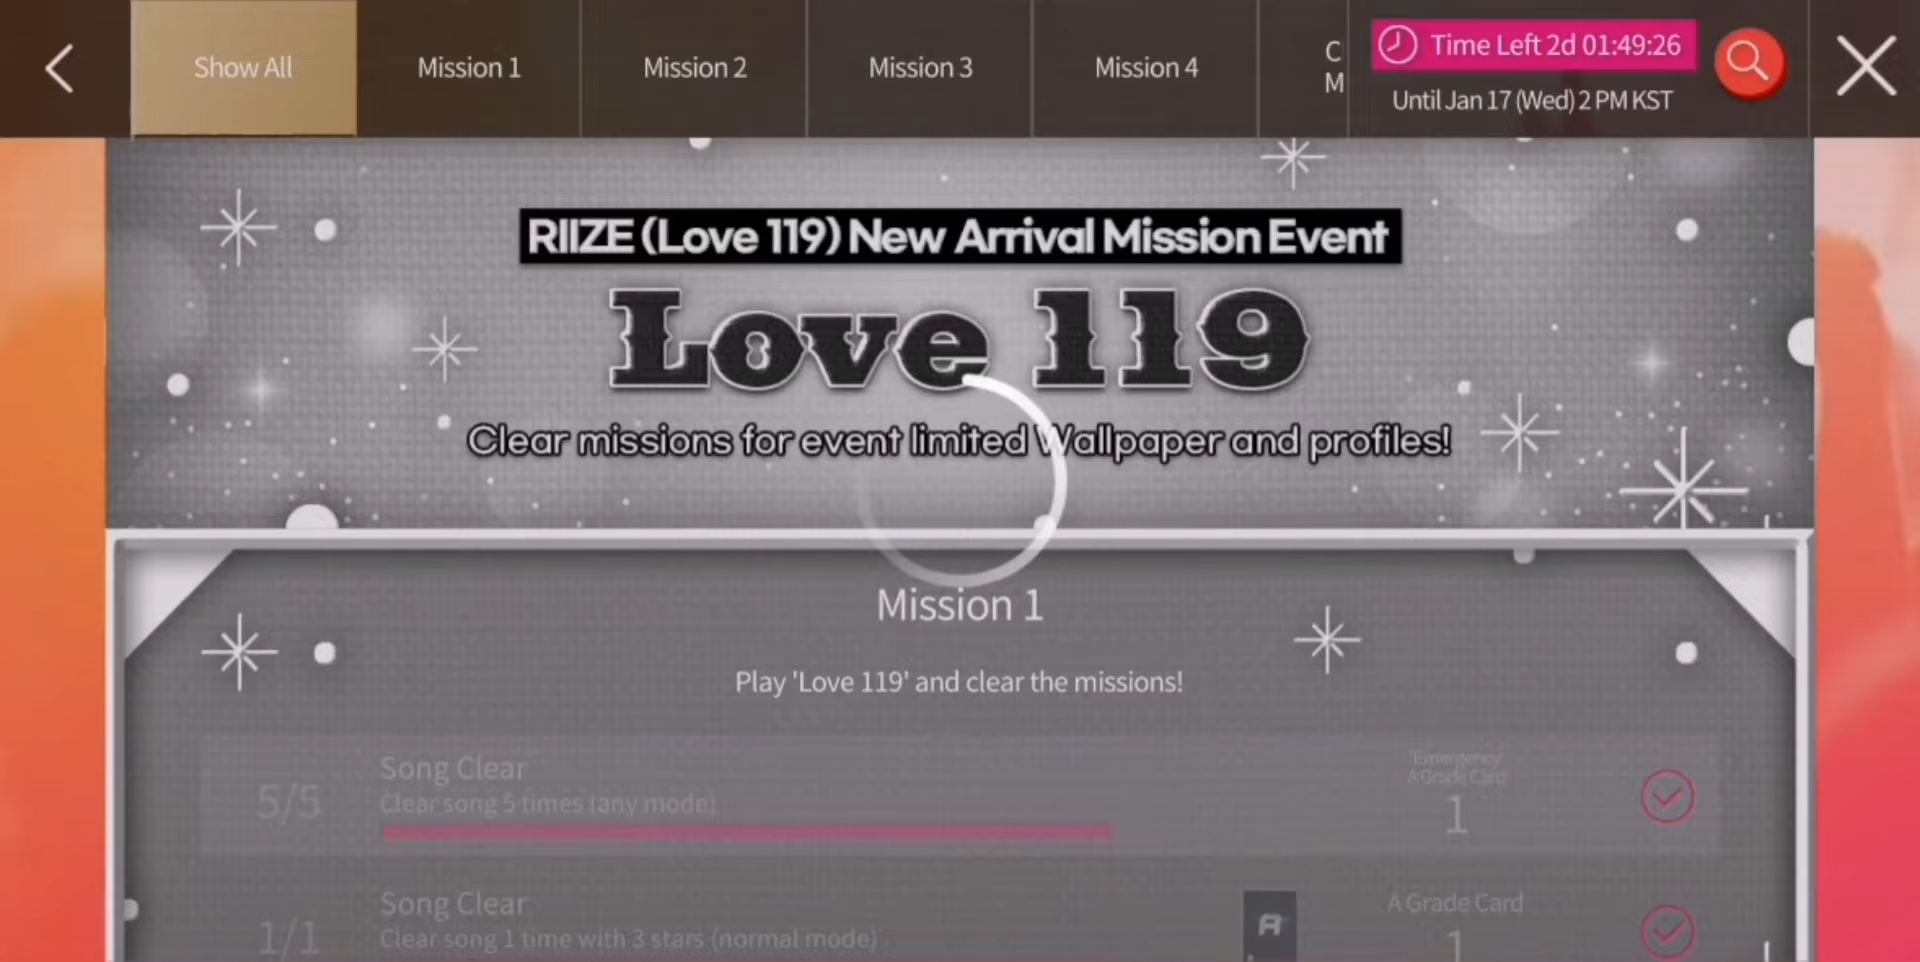 Show All
Mission 1
Mission 2
Mission 3
Mission 4
C
M
Time Left 2d 01:49:26
Until Jan 17 (Wed) 2 PM KST
RIIZE (Love 119) New Arrival Mission Event
Love 119
Clear missions for event limited Wallpaper and profiles!
Mission 1
Play 'Love 119' and clear the missions!
5/5
Song Clear
Clear song 5 times (any mode)
'Emergency
A Grade Card
1
1/1
Song Clear
Clear song 1 time with 3 stars (normal mode)
A
A Grade Card
1